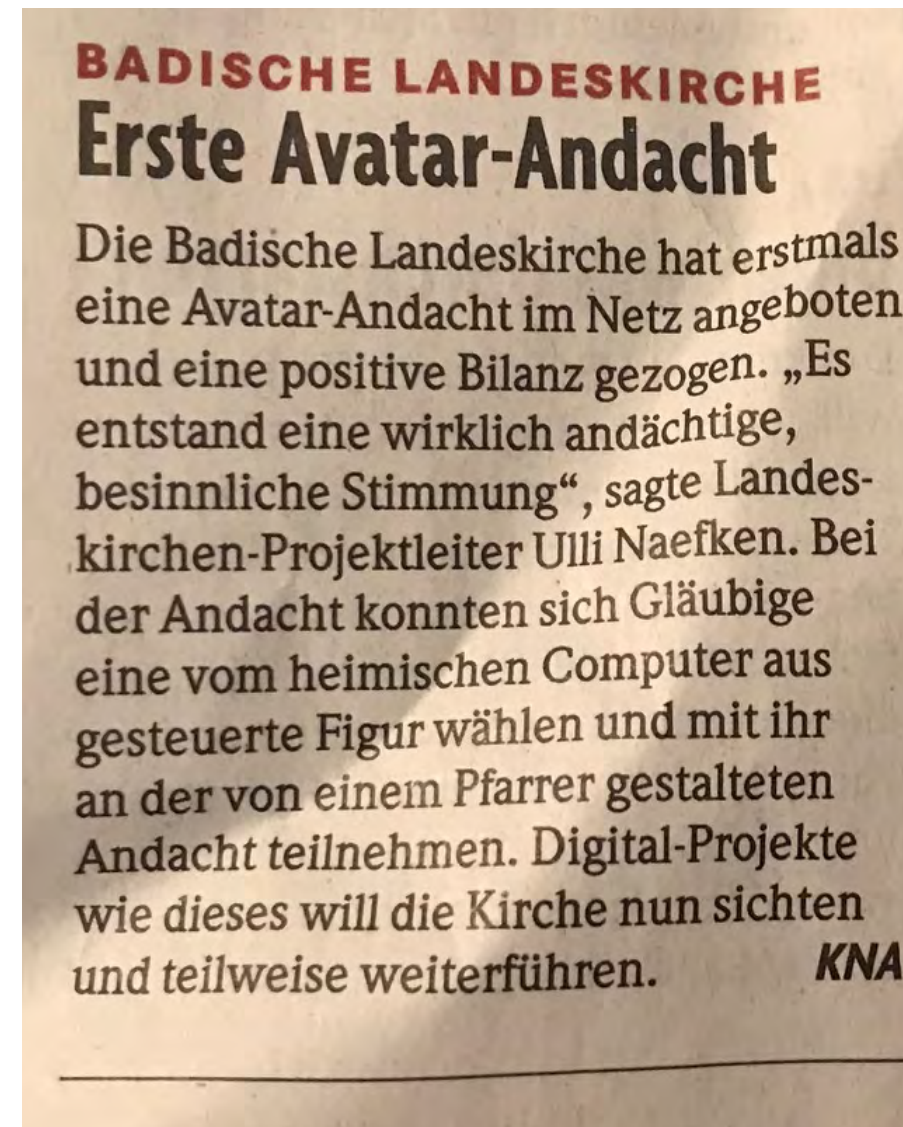 BADISCHE LANDESKIRCHE
Erste Avatar-Andacht
Die Badische Landeskirche hat erstmals
eine Avatar-Andacht im Netz angeboten
und eine positive Bilanz gezogen. „Es
entstand eine wirklich andächtige,
besinnliche Stimmung“, sagte Landes-
kirchen-Projektleiter Ulli Naefken. Bei
der Andacht konnten sich Gläubige
eine vom heimischen Computer aus
gesteuerte Figur wählen und mit ihr
an der von einem Pfarrer gestalteten
Andacht teilnehmen. Digital-Projekte
wie dieses will die Kirche nun sichten
und teilweise weiterführen. KNA